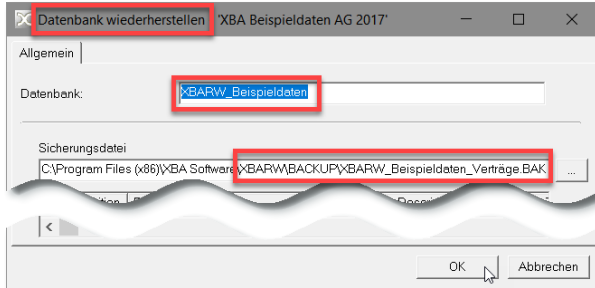 Datenbank wiederherstellen 'XBA Beispieldaten AG 2017'
Allgemein
Datenbank: XBARW_Beispieldaten
Sicherungsdatei
C:\Program Files (x86)\XBA Software\XBARW\BACKUP\XBARW_Beispieldaten_Verträge.BAK ...
OK Abbrechen